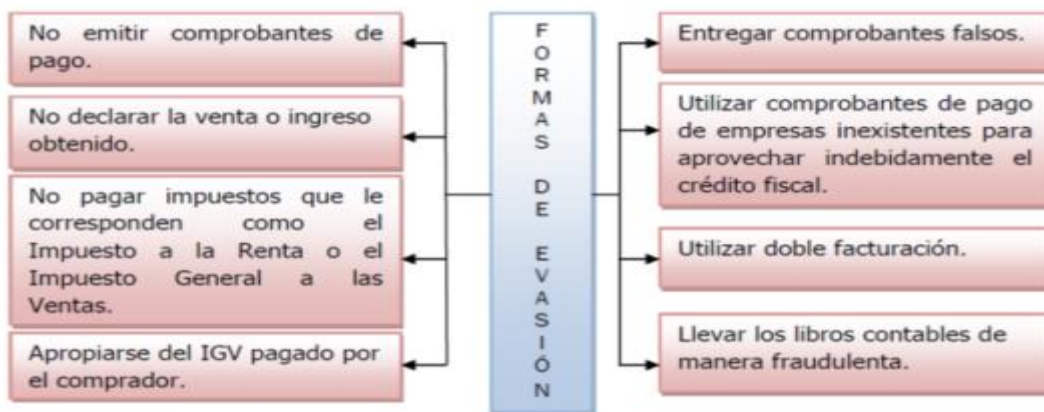 No emitir comprobantes de
pago.
No declarar la venta o ingreso
obtenido.
No pagar impuestos que le
corresponden como el
Impuesto a la Renta o el
Impuesto General a las
Ventas.
Apropiarse del IGV pagado por
el comprador.
FORMAS DE EVASIÓN
Entregar comprobantes falsos.
Utilizar comprobantes de pago
de empresas inexistentes para
aprovechar indebidamente el
crédito fiscal.
Utilizar doble facturación.
Llevar los libros contables de
manera fraudulenta.